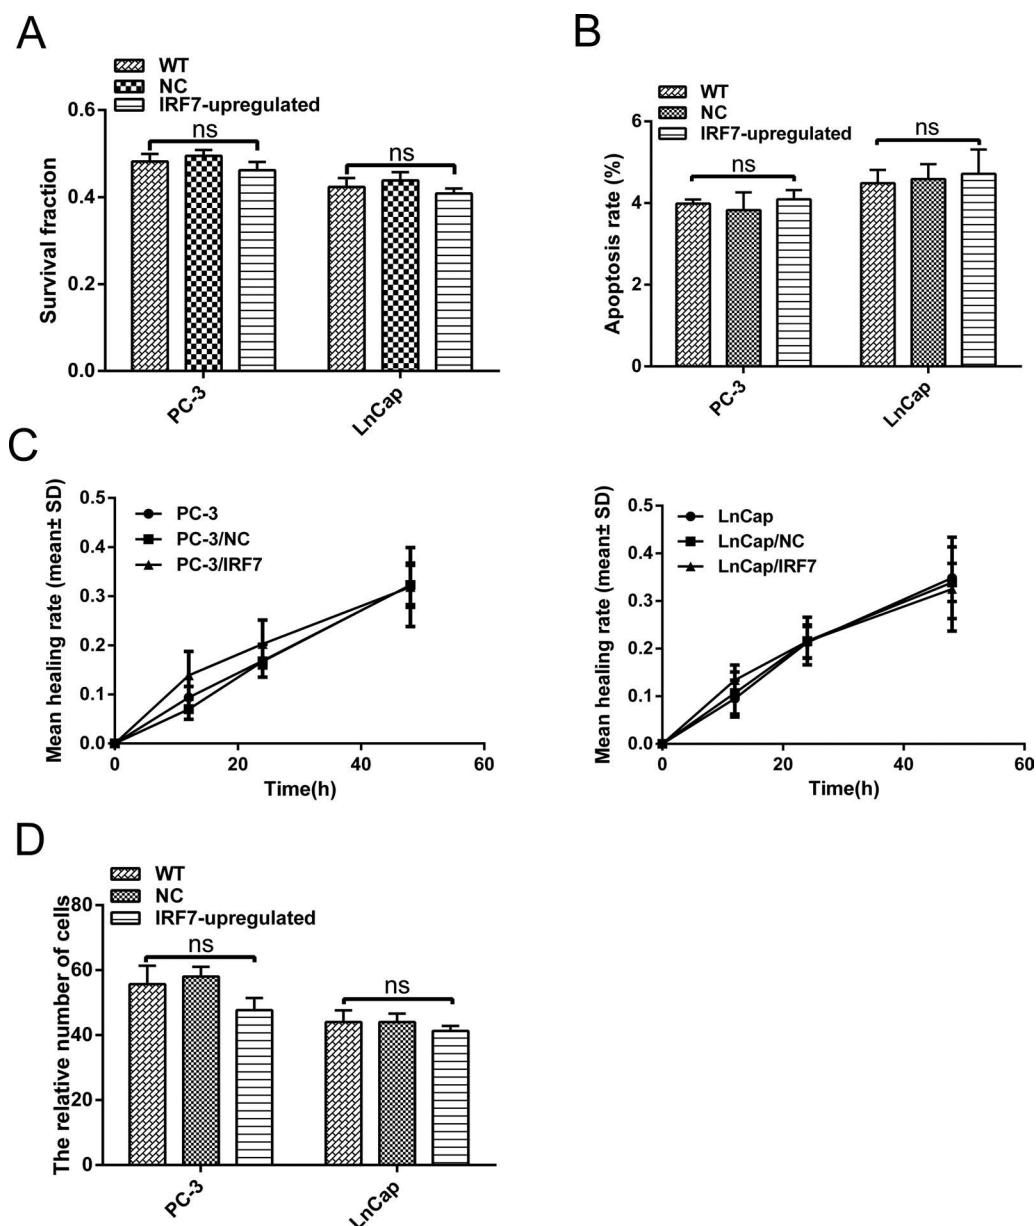 A
WT
NC
IRF7-upregulated
Survival fraction
0.6
0.4
0.2
0.0
ns
ns
PC-3
LnCap
B
WT
NC
IRF7-upregulated
Apoptosis rate (%)
6
4
2
0
ns
ns
PC-3
LnCap
C
Mean healing rate (mean± SD)
0.5
0.4
0.3
0.2
0.1
0.0
PC-3
PC-3/NC
PC-3/IRF7
0
20
40
60
Time(h)
Mean healing rate (mean± SD)
0.5
0.4
0.3
0.2
0.1
0.0
LnCap
LnCap/NC
LnCap/IRF7
0
20
40
60
Time(h)
D
WT
NC
IRF7-upregulated
The relative number of cells
80
60
40
20
0
ns
ns
PC-3
LnCap